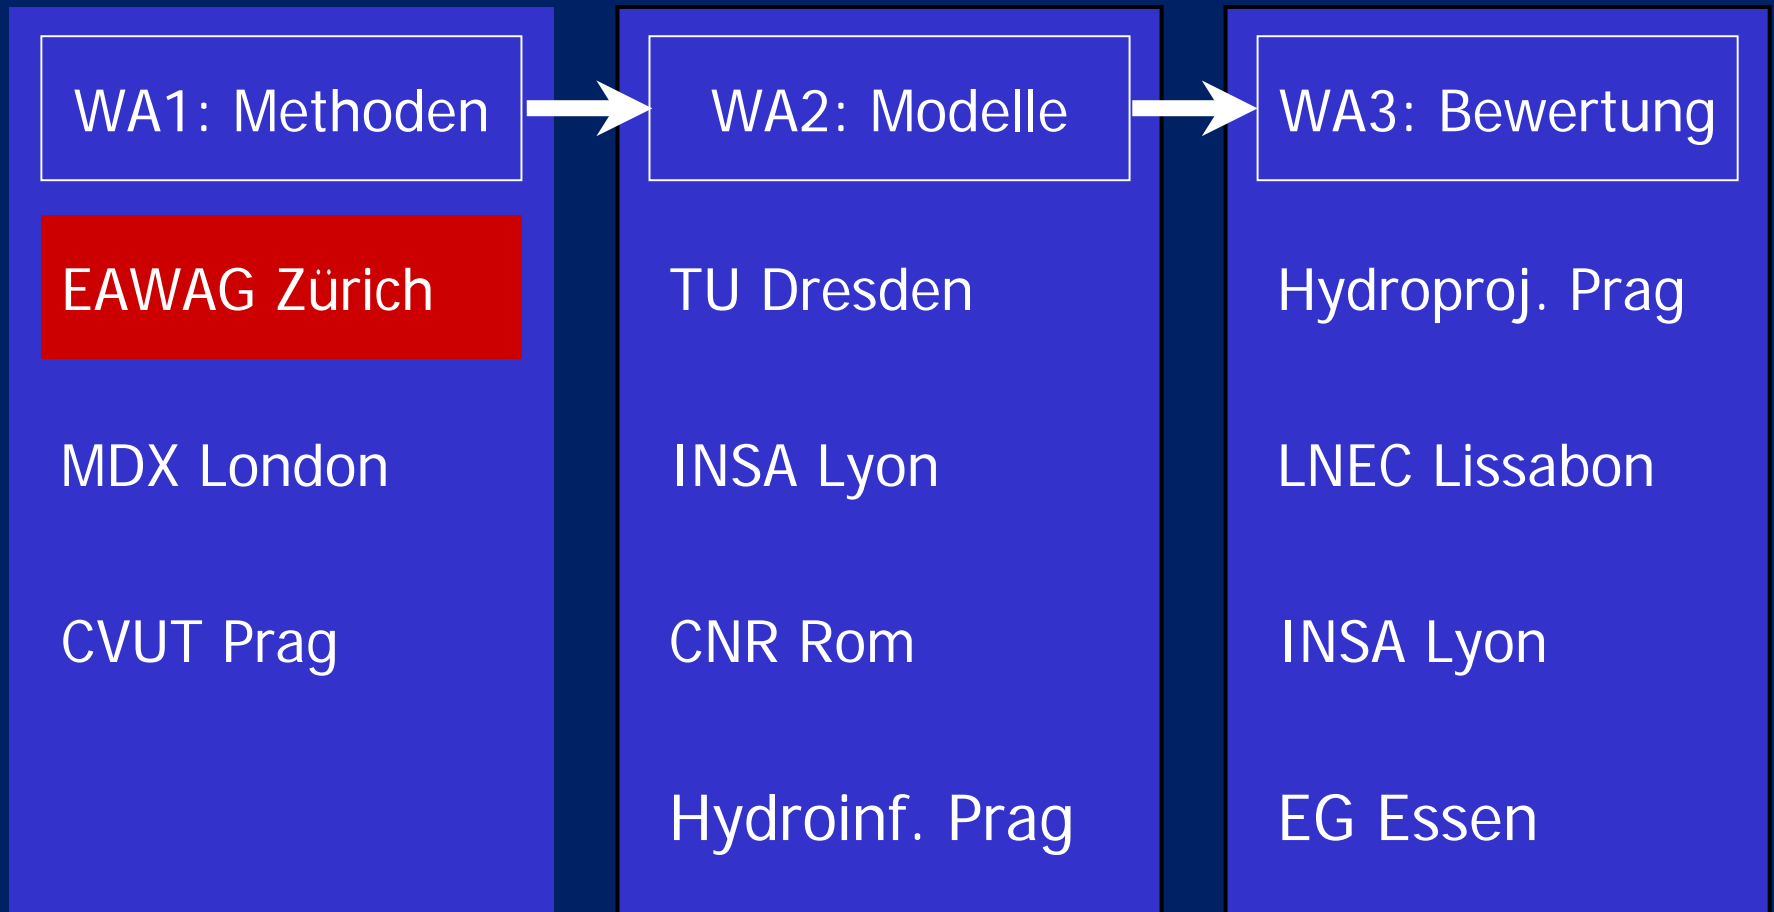 WA1: Methoden
EAWAG Zürich
MDX London
CVUT Prag
WA2: Modelle
TU Dresden
INSA Lyon
CNR Rom
Hydroinf. Prag
WA3: Bewertung
Hydroproj. Prag
LNEC Lissabon
INSA Lyon
EG Essen